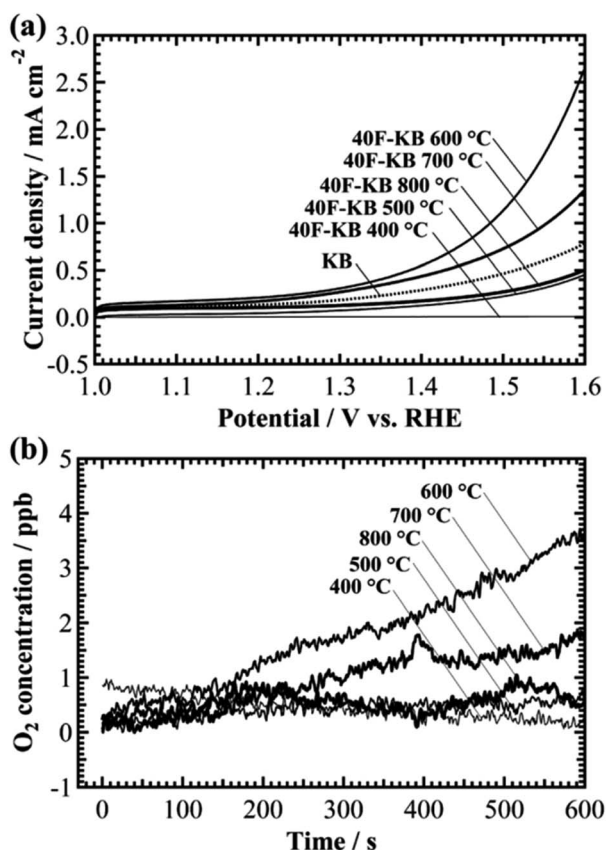 (a)
3.0
2.5
2.0
1.5
1.0
0.5
0.0
-0.5
Current density / mA cm⁻²
40F-KB 600 °C
40F-KB 700 °C
40F-KB 800 °C
40F-KB 500 °C
40F-KB 400 °C
KB
1.0 1.1 1.2 1.3 1.4 1.5 1.6
Potential / V vs. RHE
(b)
5
4
3
2
1
0
-1
O₂ concentration / ppb
600 °C
700 °C
800 °C
500 °C
400 °C
0 100 200 300 400 500 600
Time / s